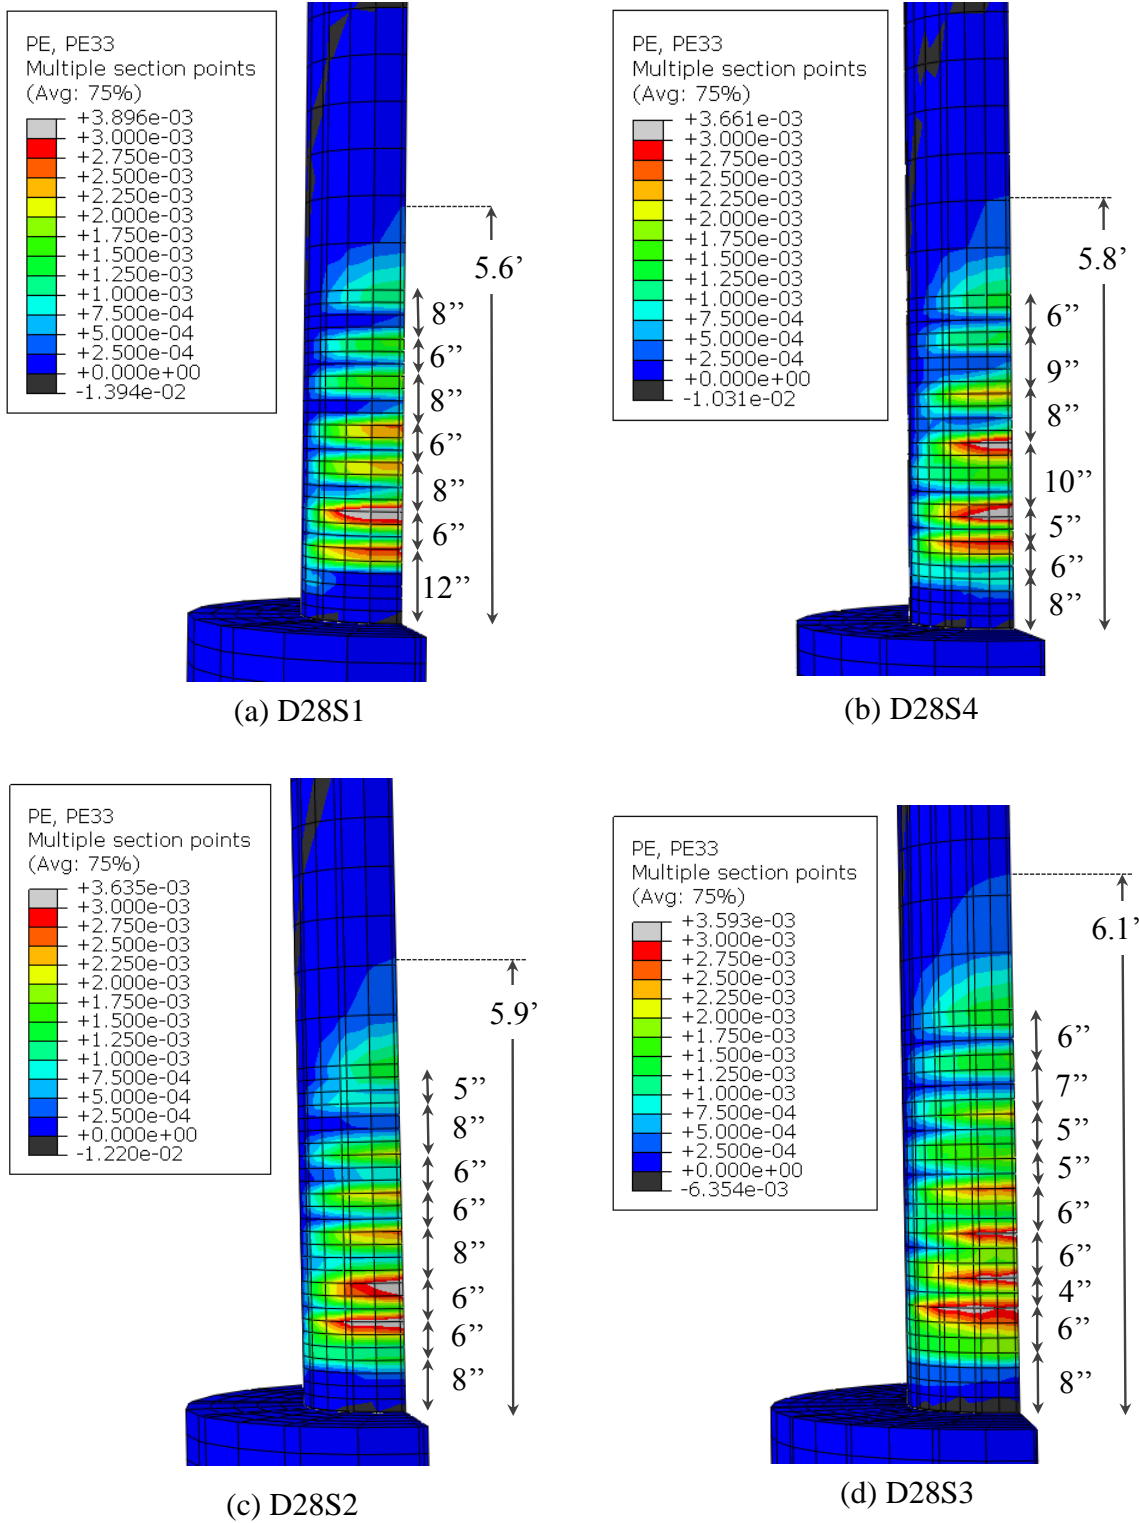 PE, PE33
Multiple section points
(Avg: 75%)
+3.896e-03
+3.000e-03
+2.750e-03
+2.500e-03
+2.250e-03
+2.000e-03
+1.750e-03
+1.500e-03
+1.250e-03
+1.000e-03
+7.500e-04
+5.000e-04
+2.500e-04
+0.000e+00
-1.394e-02
5.6’
8’’
6’’
8’’
6’’
8’’
6’’
12’’
(a) D28S1
PE, PE33
Multiple section points
(Avg: 75%)
+3.661e-03
+3.000e-03
+2.750e-03
+2.500e-03
+2.250e-03
+2.000e-03
+1.750e-03
+1.500e-03
+1.250e-03
+1.000e-03
+7.500e-04
+5.000e-04
+2.500e-04
+0.000e+00
-1.031e-02
5.8’
6’’
9’’
8’’
10’’
5’’
6’’
8’’
(b) D28S4
PE, PE33
Multiple section points
(Avg: 75%)
+3.635e-03
+3.000e-03
+2.750e-03
+2.500e-03
+2.250e-03
+2.000e-03
+1.750e-03
+1.500e-03
+1.250e-03
+1.000e-03
+7.500e-04
+5.000e-04
+2.500e-04
+0.000e+00
-1.220e-02
5.9’
5’’
8’’
6’’
6’’
8’’
6’’
6’’
8’’
(c) D28S2
PE, PE33
Multiple section points
(Avg: 75%)
+3.593e-03
+3.000e-03
+2.750e-03
+2.500e-03
+2.250e-03
+2.000e-03
+1.750e-03
+1.500e-03
+1.250e-03
+1.000e-03
+7.500e-04
+5.000e-04
+2.500e-04
+0.000e+00
-6.354e-03
6.1’
6’’
7’’
5’’
5’’
6’’
6’’
4’’
6’’
8’’
(d) D28S3